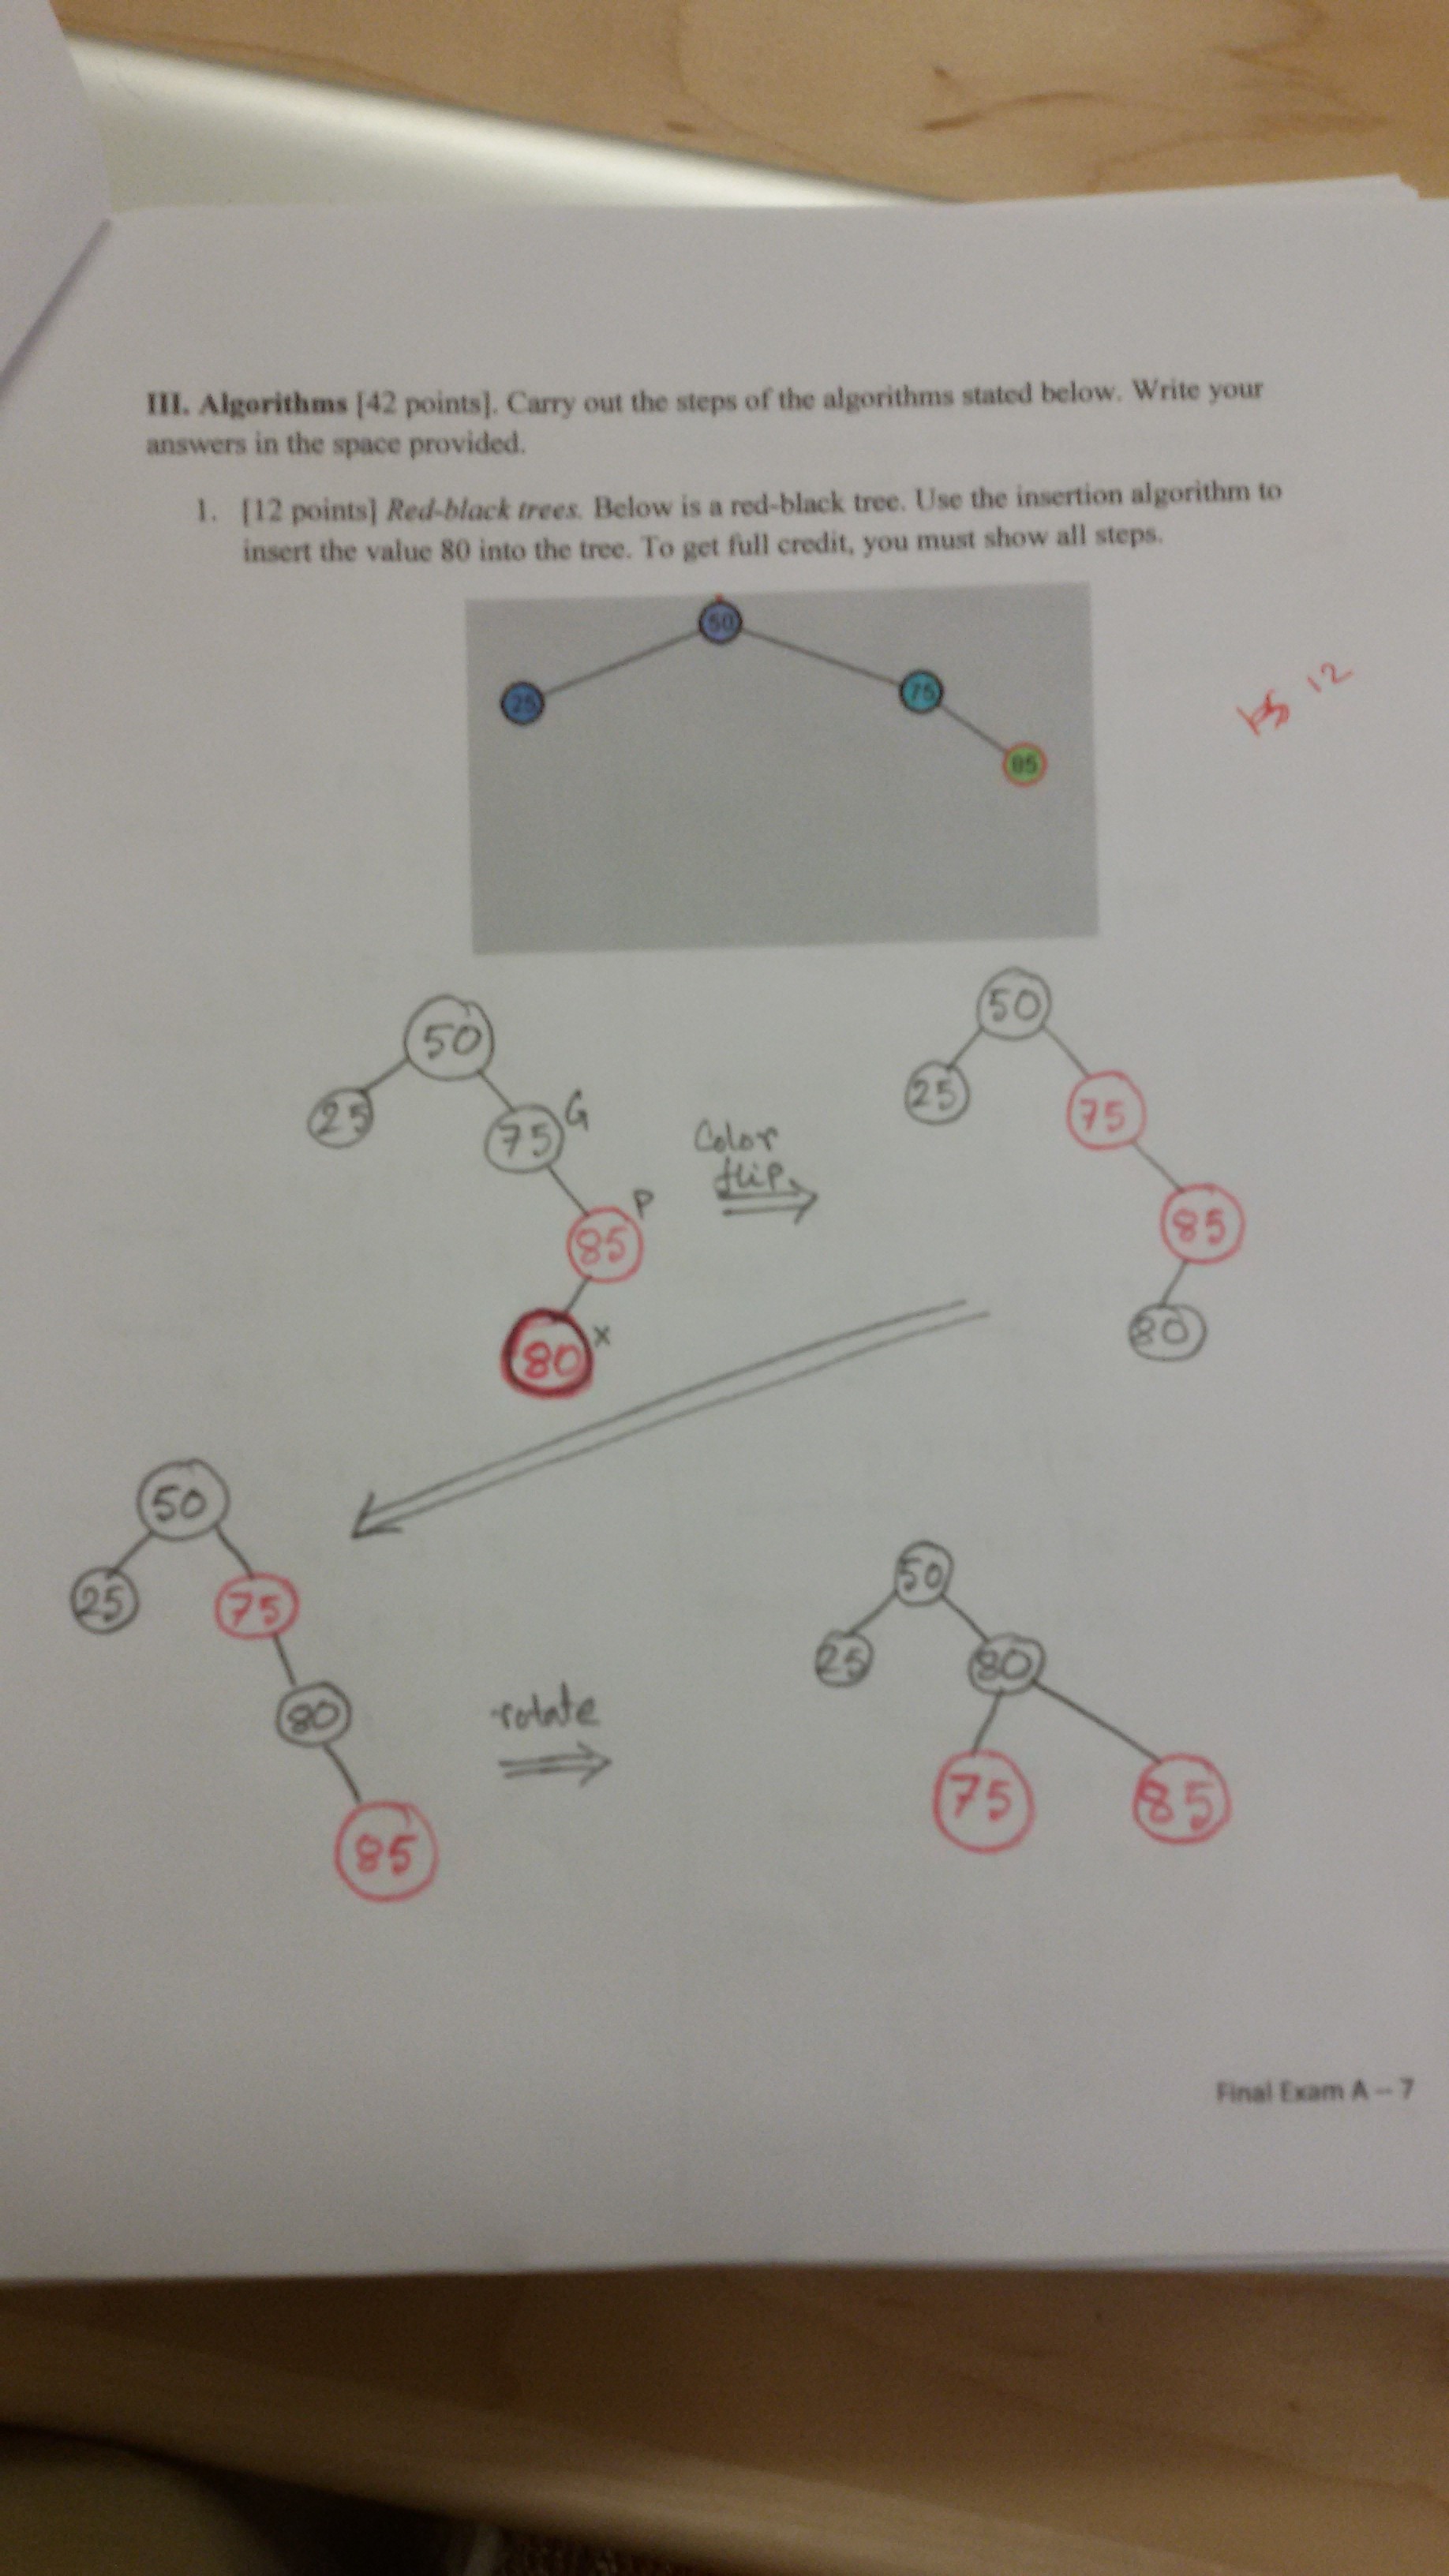 III. Algorithms [42 points]. Carry out the steps of the algorithms stated below. Write your
answers in the space provided.
1. [12 points] Red-black trees. Below is a red-black tree. Use the insertion algorithm to
insert the value 80 into the tree. To get full credit, you must show all steps.
50
25
75
85
12
50
25
75 G
85 P
80 X
Color
flip
50
25
75
85
80
50
25
75
80
85
rotate
50
25
80
75
85
Final Exam A – 7